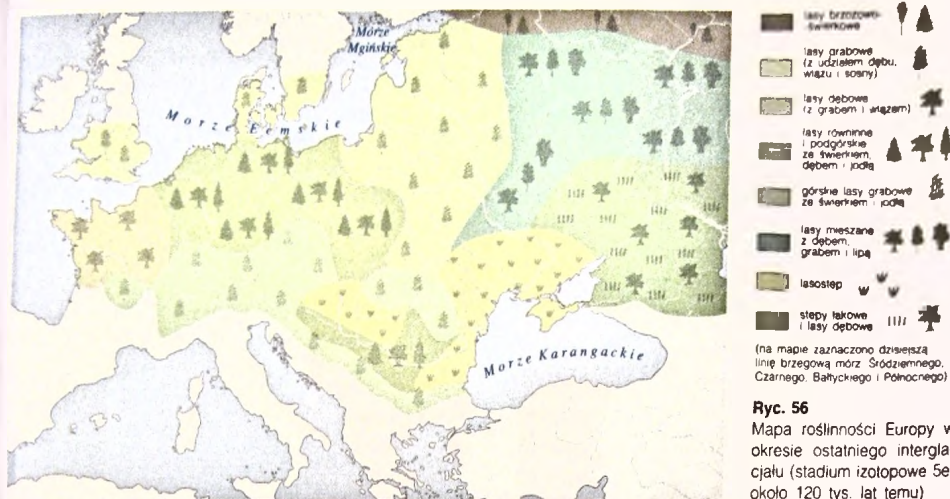 Morze
Mgińskie
Morze Eemskie
Morze Karangackie
lasy brzozowo-
świerkowe
lasy grabowe
(z udziałem dębu,
wiązu i sosny)
lasy dębowe
(z grabem i wiązem)
lasy równinne
i podgórskie
ze świerkiem,
dębem i jodłą
górskie lasy grabowe
ze świerkiem i jodłą
lasy mieszane
z dębem,
grabem i lipą
lasostep
stepy łąkowe
i lasy dębowe
(na mapie zaznaczono dzisiejszą
linię brzegową mórz Śródziemnego,
Czarnego, Bałtyckiego i Północnego)
Ryc. 56
Mapa roślinności Europy w
okresie ostatniego intergla-
cjału (stadium izotopowe 5e
około 120 tys. lat temu)